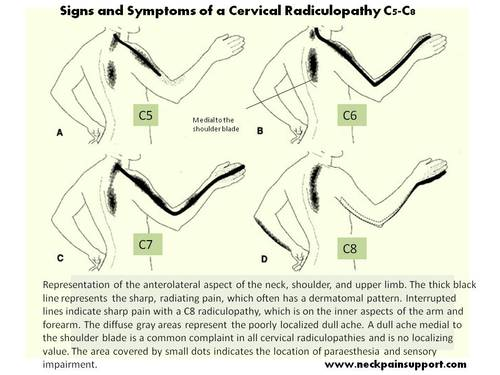 Signs and Symptoms of a Cervical Radiculopathy C5-C8
C5
Medial to the
shoulder blade
C6
A
B
C7
C8
C
D
Representation of the anterolateral aspect of the neck, shoulder, and upper limb. The thick black
line represents the sharp, radiating pain, which often has a dermatomal pattern. Interrupted
lines indicate sharp pain with a C8 radiculopathy, which is on the inner aspects of the arm and
forearm. The diffuse gray areas represent the poorly localized dull ache. A dull ache medial to
the shoulder blade is a common complaint in all cervical radiculopathies and is no localizing
value. The area covered by small dots indicates the location of paraesthesia and sensory
impairment.
www.neckpainsupport.com